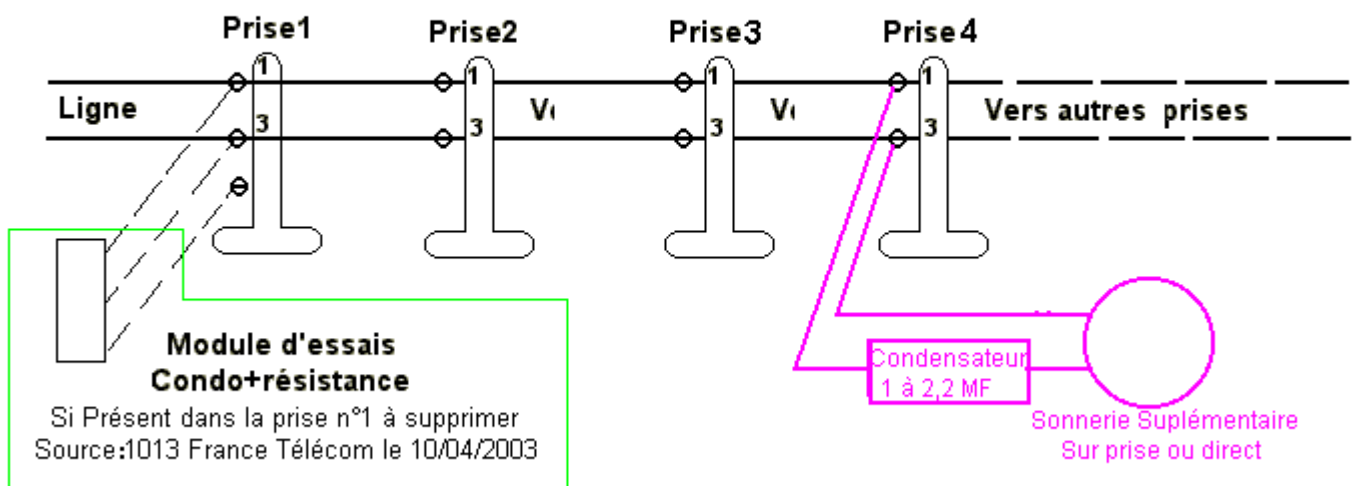 Prise1
Prise2
Prise3
Prise 4
1
1
1
1
Ligne
Vers autres prises
3
3
3
3
Module d'essais
Condo+résistance
Si Présent dans la prise n°1 à supprimer
Source:1013 France Télécom le 10/04/2003
Condensateur
1 à 2,2 MF
Sonnerie Suplémentaire
Sur prise ou direct